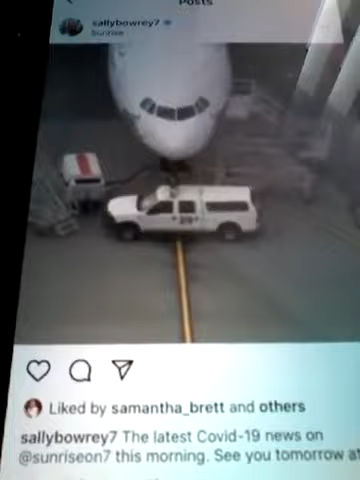 Posts
sallybowrey7
Sunrise
Liked by samantha_brett and others
sallybowrey7 The latest Covid-19 news on
@sunriseon7 this morning. See you tomorrow at